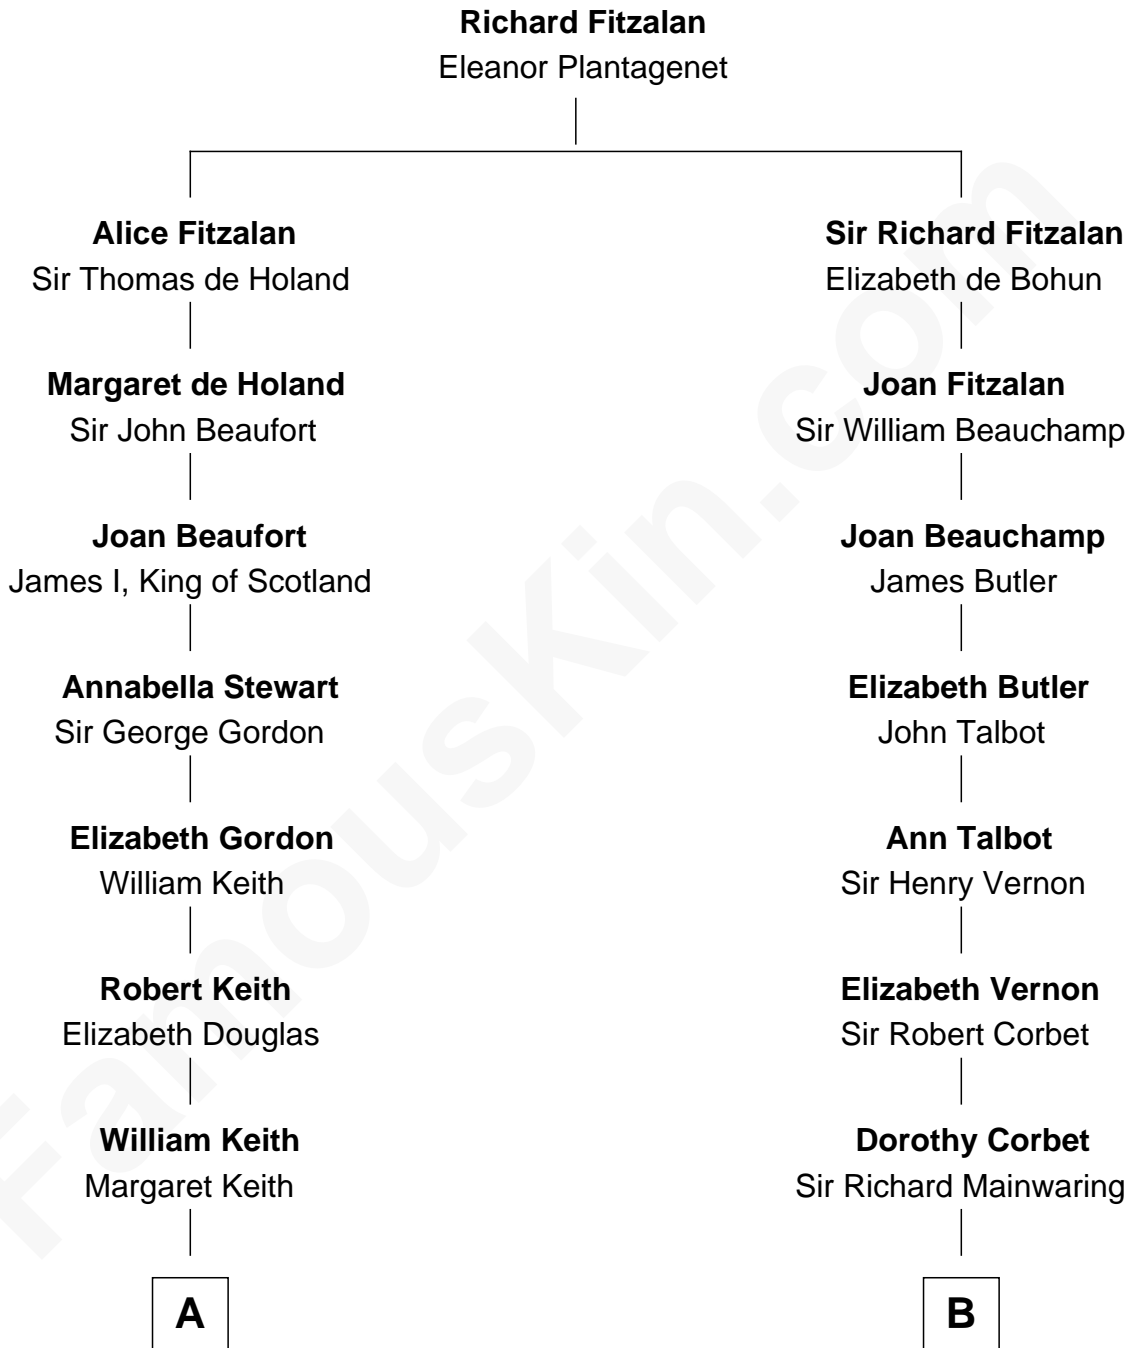 Richard Fitzalan
Eleanor Plantagenet
Alice Fitzalan
Sir Thomas de Holand
Margaret de Holand
Sir John Beaufort
Joan Beaufort
James I, King of Scotland
Annabella Stewart
Sir George Gordon
Elizabeth Gordon
William Keith
Robert Keith
Elizabeth Douglas
William Keith
Margaret Keith
A
Sir Richard Fitzalan
Elizabeth de Bohun
Joan Fitzalan
Sir William Beauchamp
Joan Beauchamp
James Butler
Elizabeth Butler
John Talbot
Ann Talbot
Sir Henry Vernon
Elizabeth Vernon
Sir Robert Corbet
Dorothy Corbet
Sir Richard Mainwaring
B
FamousKin.com